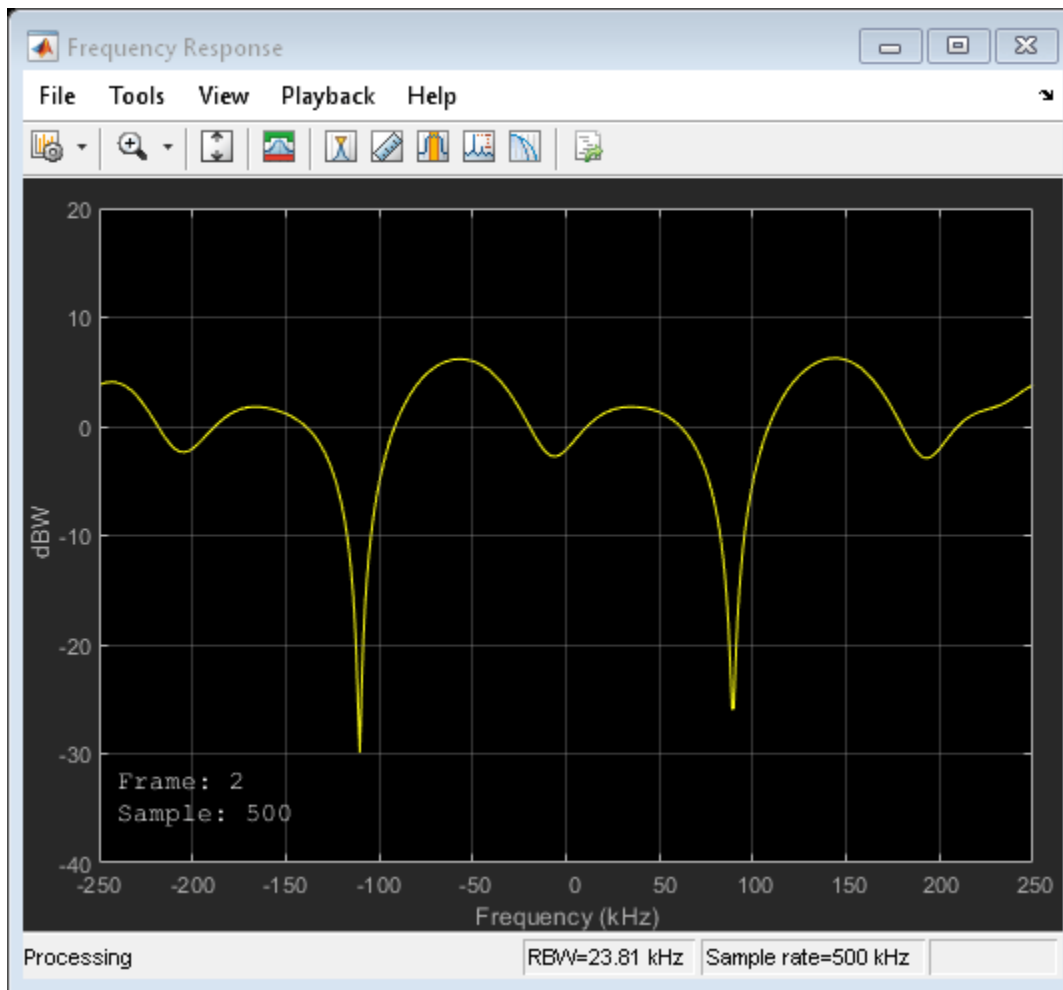 Frequency Response
File Tools View Playback Help
20
10
0
-10
-20
-30
-40
dBW
Frame: 2
Sample: 500
-250 -200 -150 -100 -50 0 50 100 150 200 250
Frequency (kHz)
Processing RBW=23.81 kHz Sample rate=500 kHz